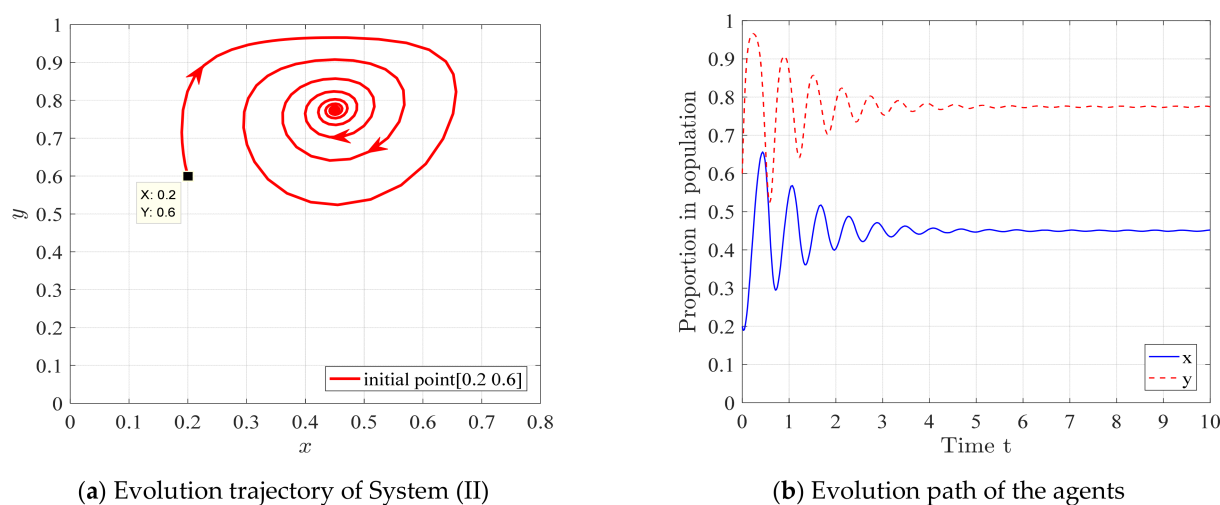 1
0.9
0.8
0.7
0.6
0.5
0.4
0.3
0.2
0.1
0
y
X: 0.2
Y: 0.6
initial point[0.2 0.6]
0 0.1 0.2 0.3 0.4 0.5 0.6 0.7 0.8
x
(a) Evolution trajectory of System (II)
1
0.9
0.8
0.7
0.6
0.5
0.4
0.3
0.2
0.1
0
Proportion in population
x
y
0 1 2 3 4 5 6 7 8 9 10
Time t
(b) Evolution path of the agents